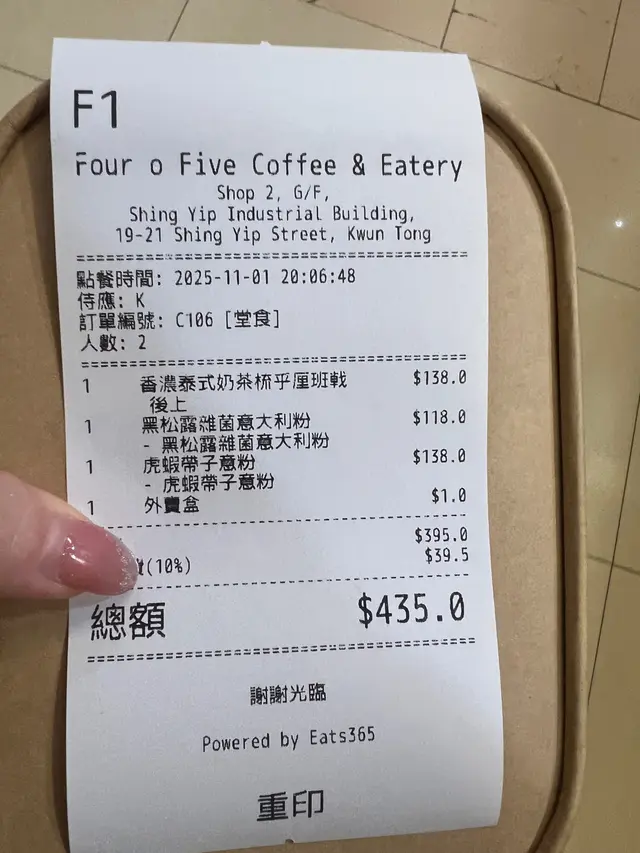 F1
Four o Five Coffee & Eatery
Shop 2, G/F,
Shing Yip Industrial Building,
19-21 Shing Yip Street, Kwun Tong
點餐時間: 2025-11-01 20:06:48
侍應: K
訂單編號: C106 [堂食]
人數: 2
1 香濃泰式奶茶梳乎厘班戟 $138.0
後上
1 黑松露雜菌意大利粉 $118.0
- 黑松露雜菌意大利粉
1 虎蝦帶子意粉 $138.0
- 虎蝦帶子意粉
1 外賣盒 $1.0
$395.0
(10%) $39.5
總額 $435.0
謝謝光臨
Powered by Eats365
重印